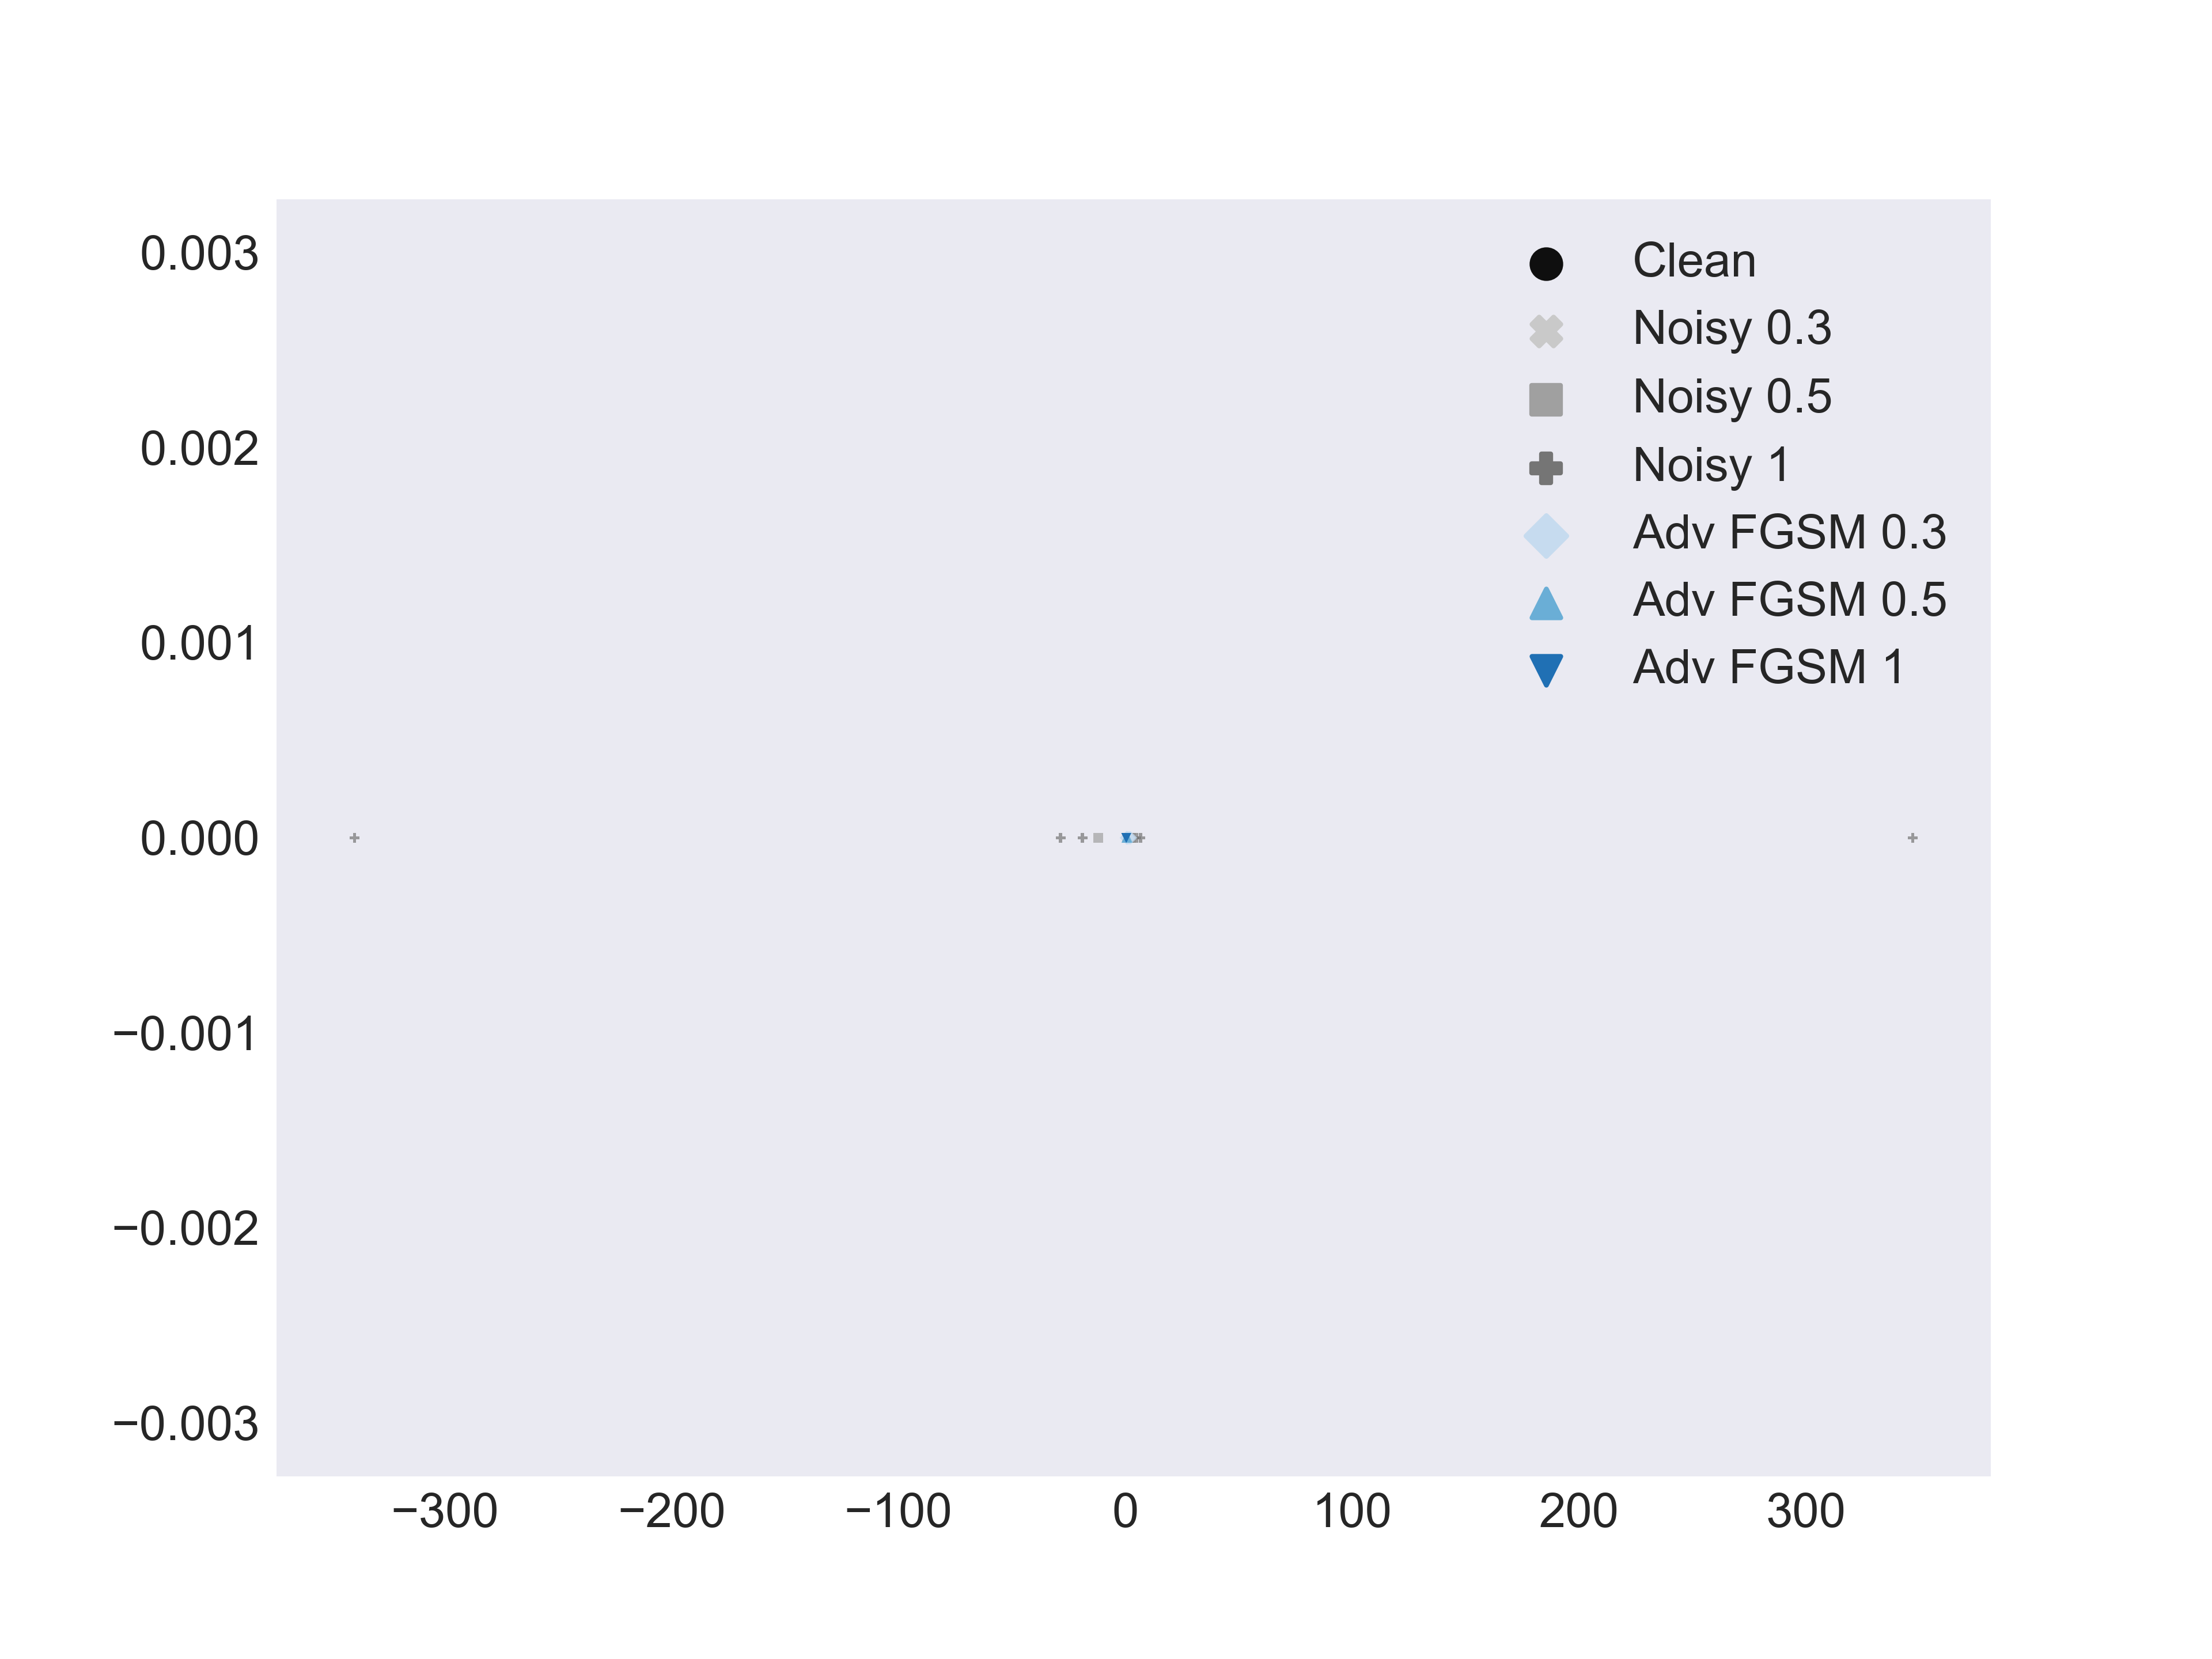 0.003
0.002
0.001
0.000
−0.001
−0.002
−0.003
Clean
Noisy 0.3
Noisy 0.5
Noisy 1
Adv FGSM 0.3
Adv FGSM 0.5
Adv FGSM 1
−300 −200 −100 0 100 200 300